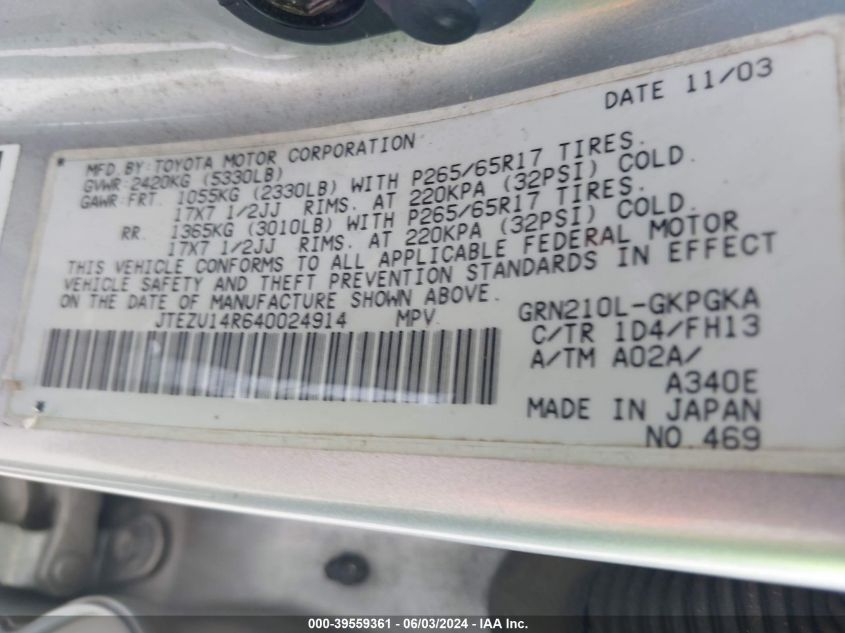 DATE 11/03
MFD.BY:TOYOTA MOTOR CORPORATION
GVWR:2420KG (5330LB)
GAWR:FRT. 1055KG (2330LB) WITH P265/65R17 TIRES.
17X7 1/2JJ RIMS. AT 220KPA (32PSI) COLD.
RR. 1365KG (3010LB) WITH P265/65R17 TIRES.
17X7 1/2JJ RIMS. AT 220KPA (32PSI) COLD.
THIS VEHICLE CONFORMS TO ALL APPLICABLE FEDERAL MOTOR
VEHICLE SAFETY AND THEFT PREVENTION STANDARDS IN EFFECT
ON THE DATE OF MANUFACTURE SHOWN ABOVE.
JTEZU14R640024914 MPV
GRN210L-GKPGKA
C/TR 1D4/FH13
A/TM A02A/
A340E
MADE IN JAPAN
NO.469
000-39559361 - 06/03/2024 - IAA Inc.